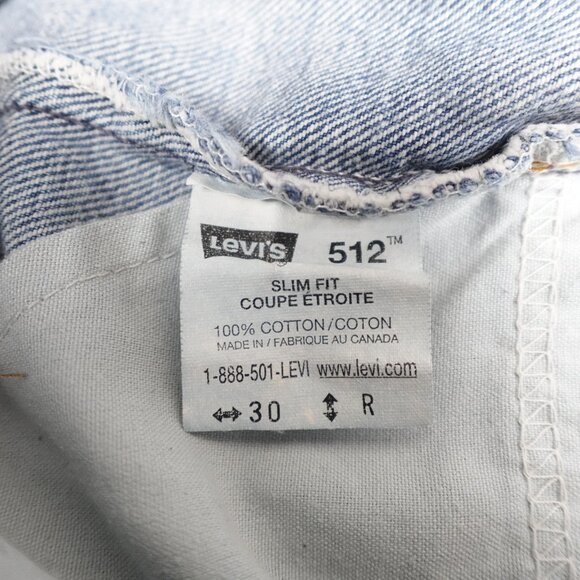 LEVI'S 512™
SLIM FIT
COUPE ÉTROITE
100% COTTON/COTON
MADE IN / FABRIQUE AU CANADA
1-888-501-LEVI www.levi.com
⇔ 30 ⇕ R